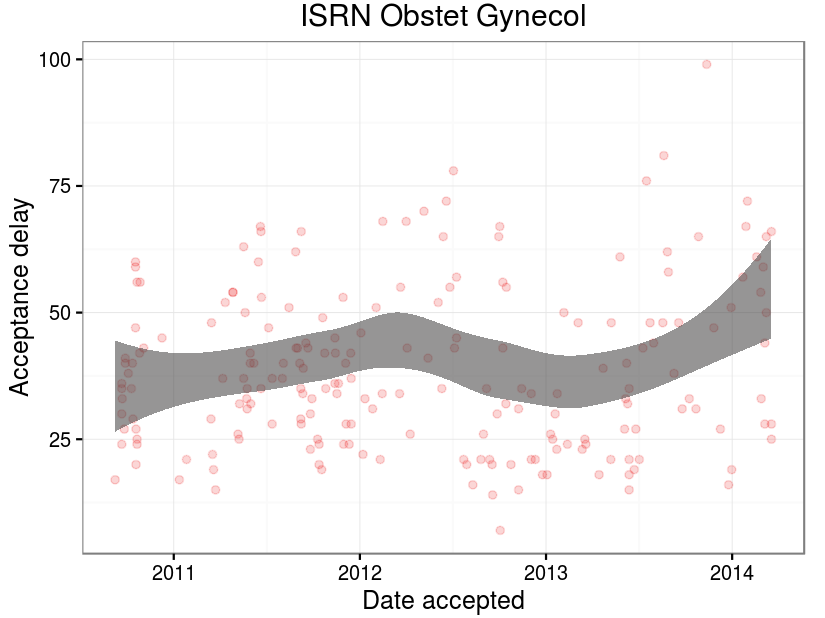 ISRN Obstet Gynecol
100
75
50
25
Acceptance delay
2011 2012 2013 2014
Date accepted